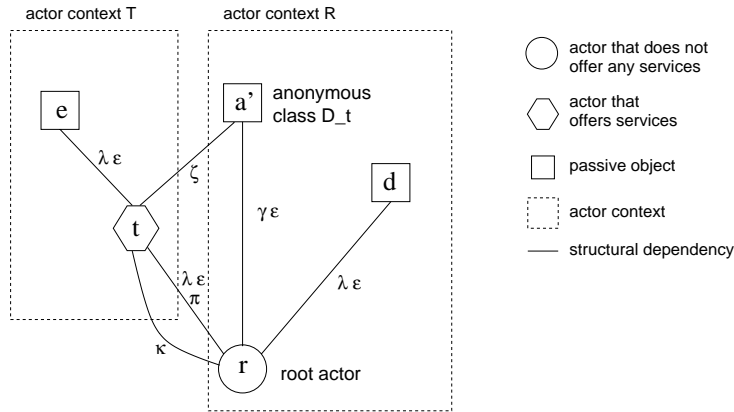 actor context T
actor context R
e
a’
anonymous
class D_t
λ ε
ζ
d
t
γ ε
λ ε
π
λ ε
κ
r
root actor
actor that does not
offer any services
actor that
offers services
passive object
actor context
structural dependency